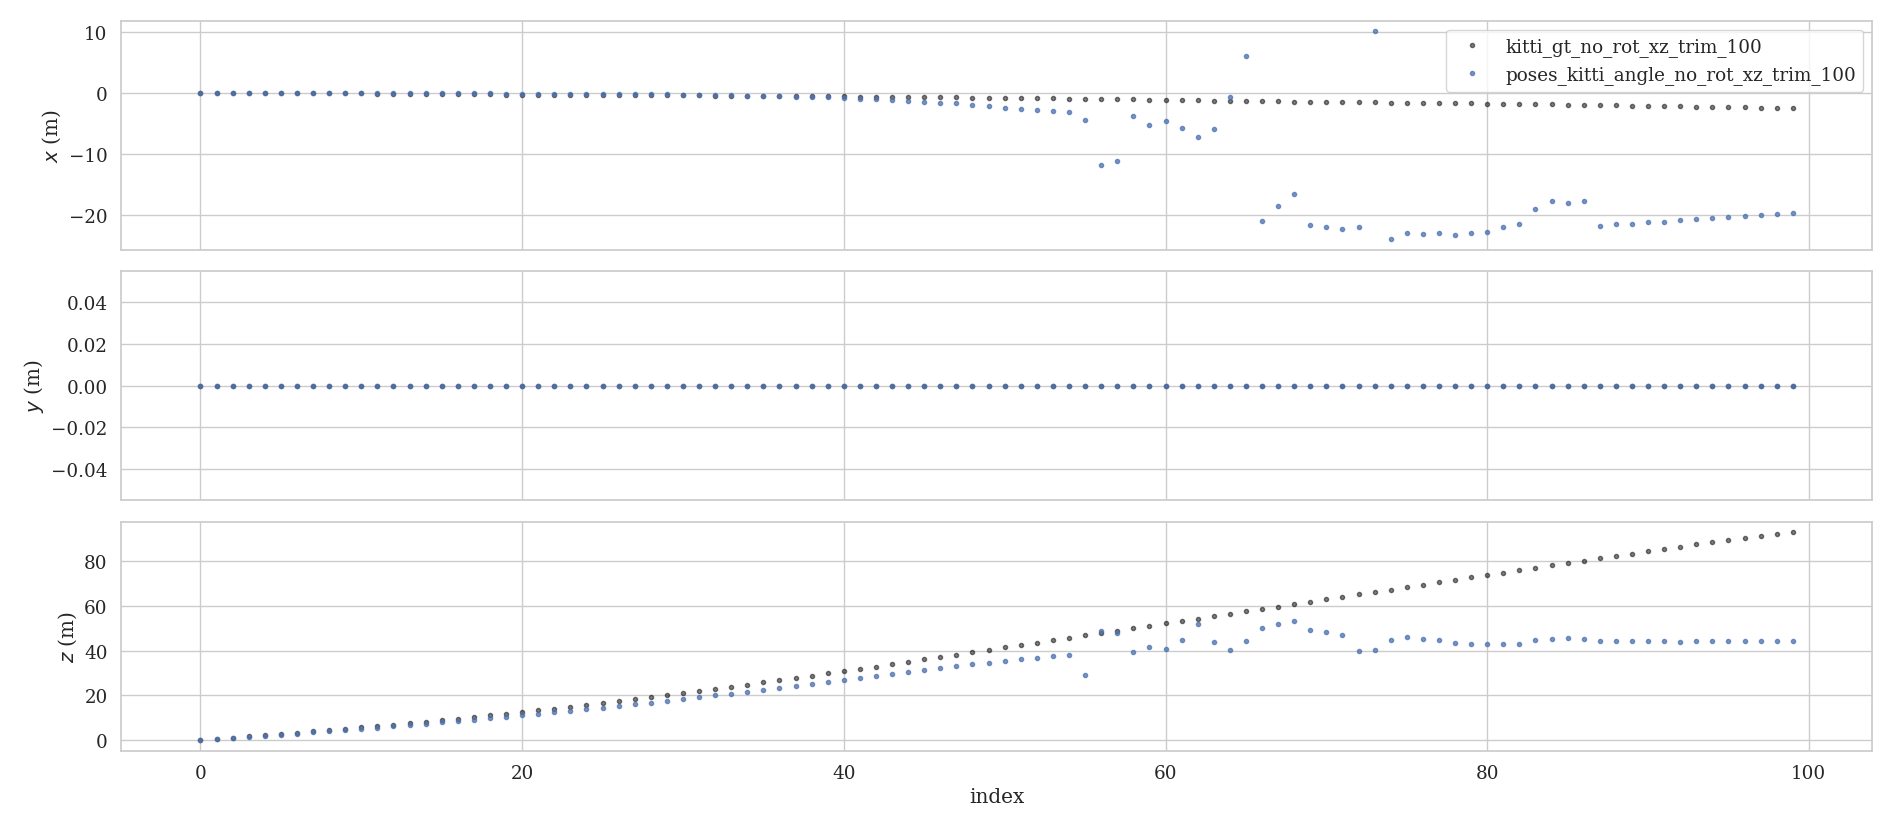 10
0
−10
−20
x (m)
kitti_gt_no_rot_xz_trim_100
poses_kitti_angle_no_rot_xz_trim_100
0.04
0.02
0.00
−0.02
−0.04
y (m)
80
60
40
20
0
z (m)
0 20 40 60 80 100
index